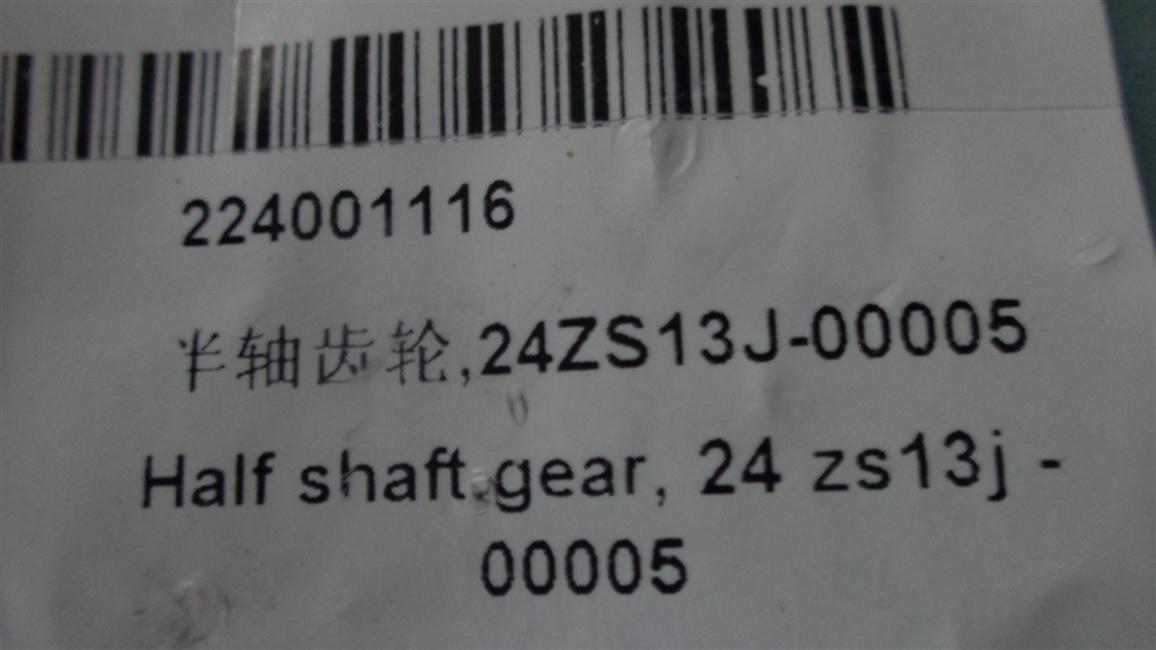 224001116
半轴齿轮,24ZS13J-00005
Half shaft gear, 24 zs13j -
00005